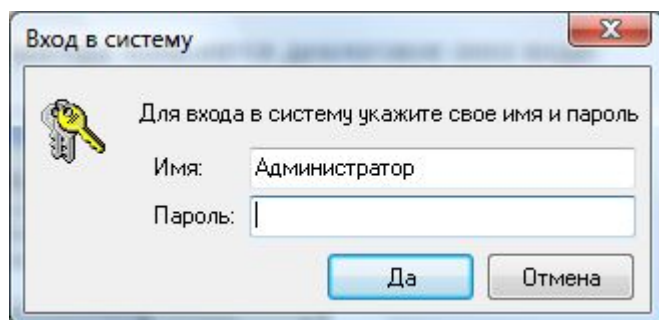 Вход в систему
Для входа в систему укажите свое имя и пароль
Имя: Администратор
Пароль:
Да Отмена